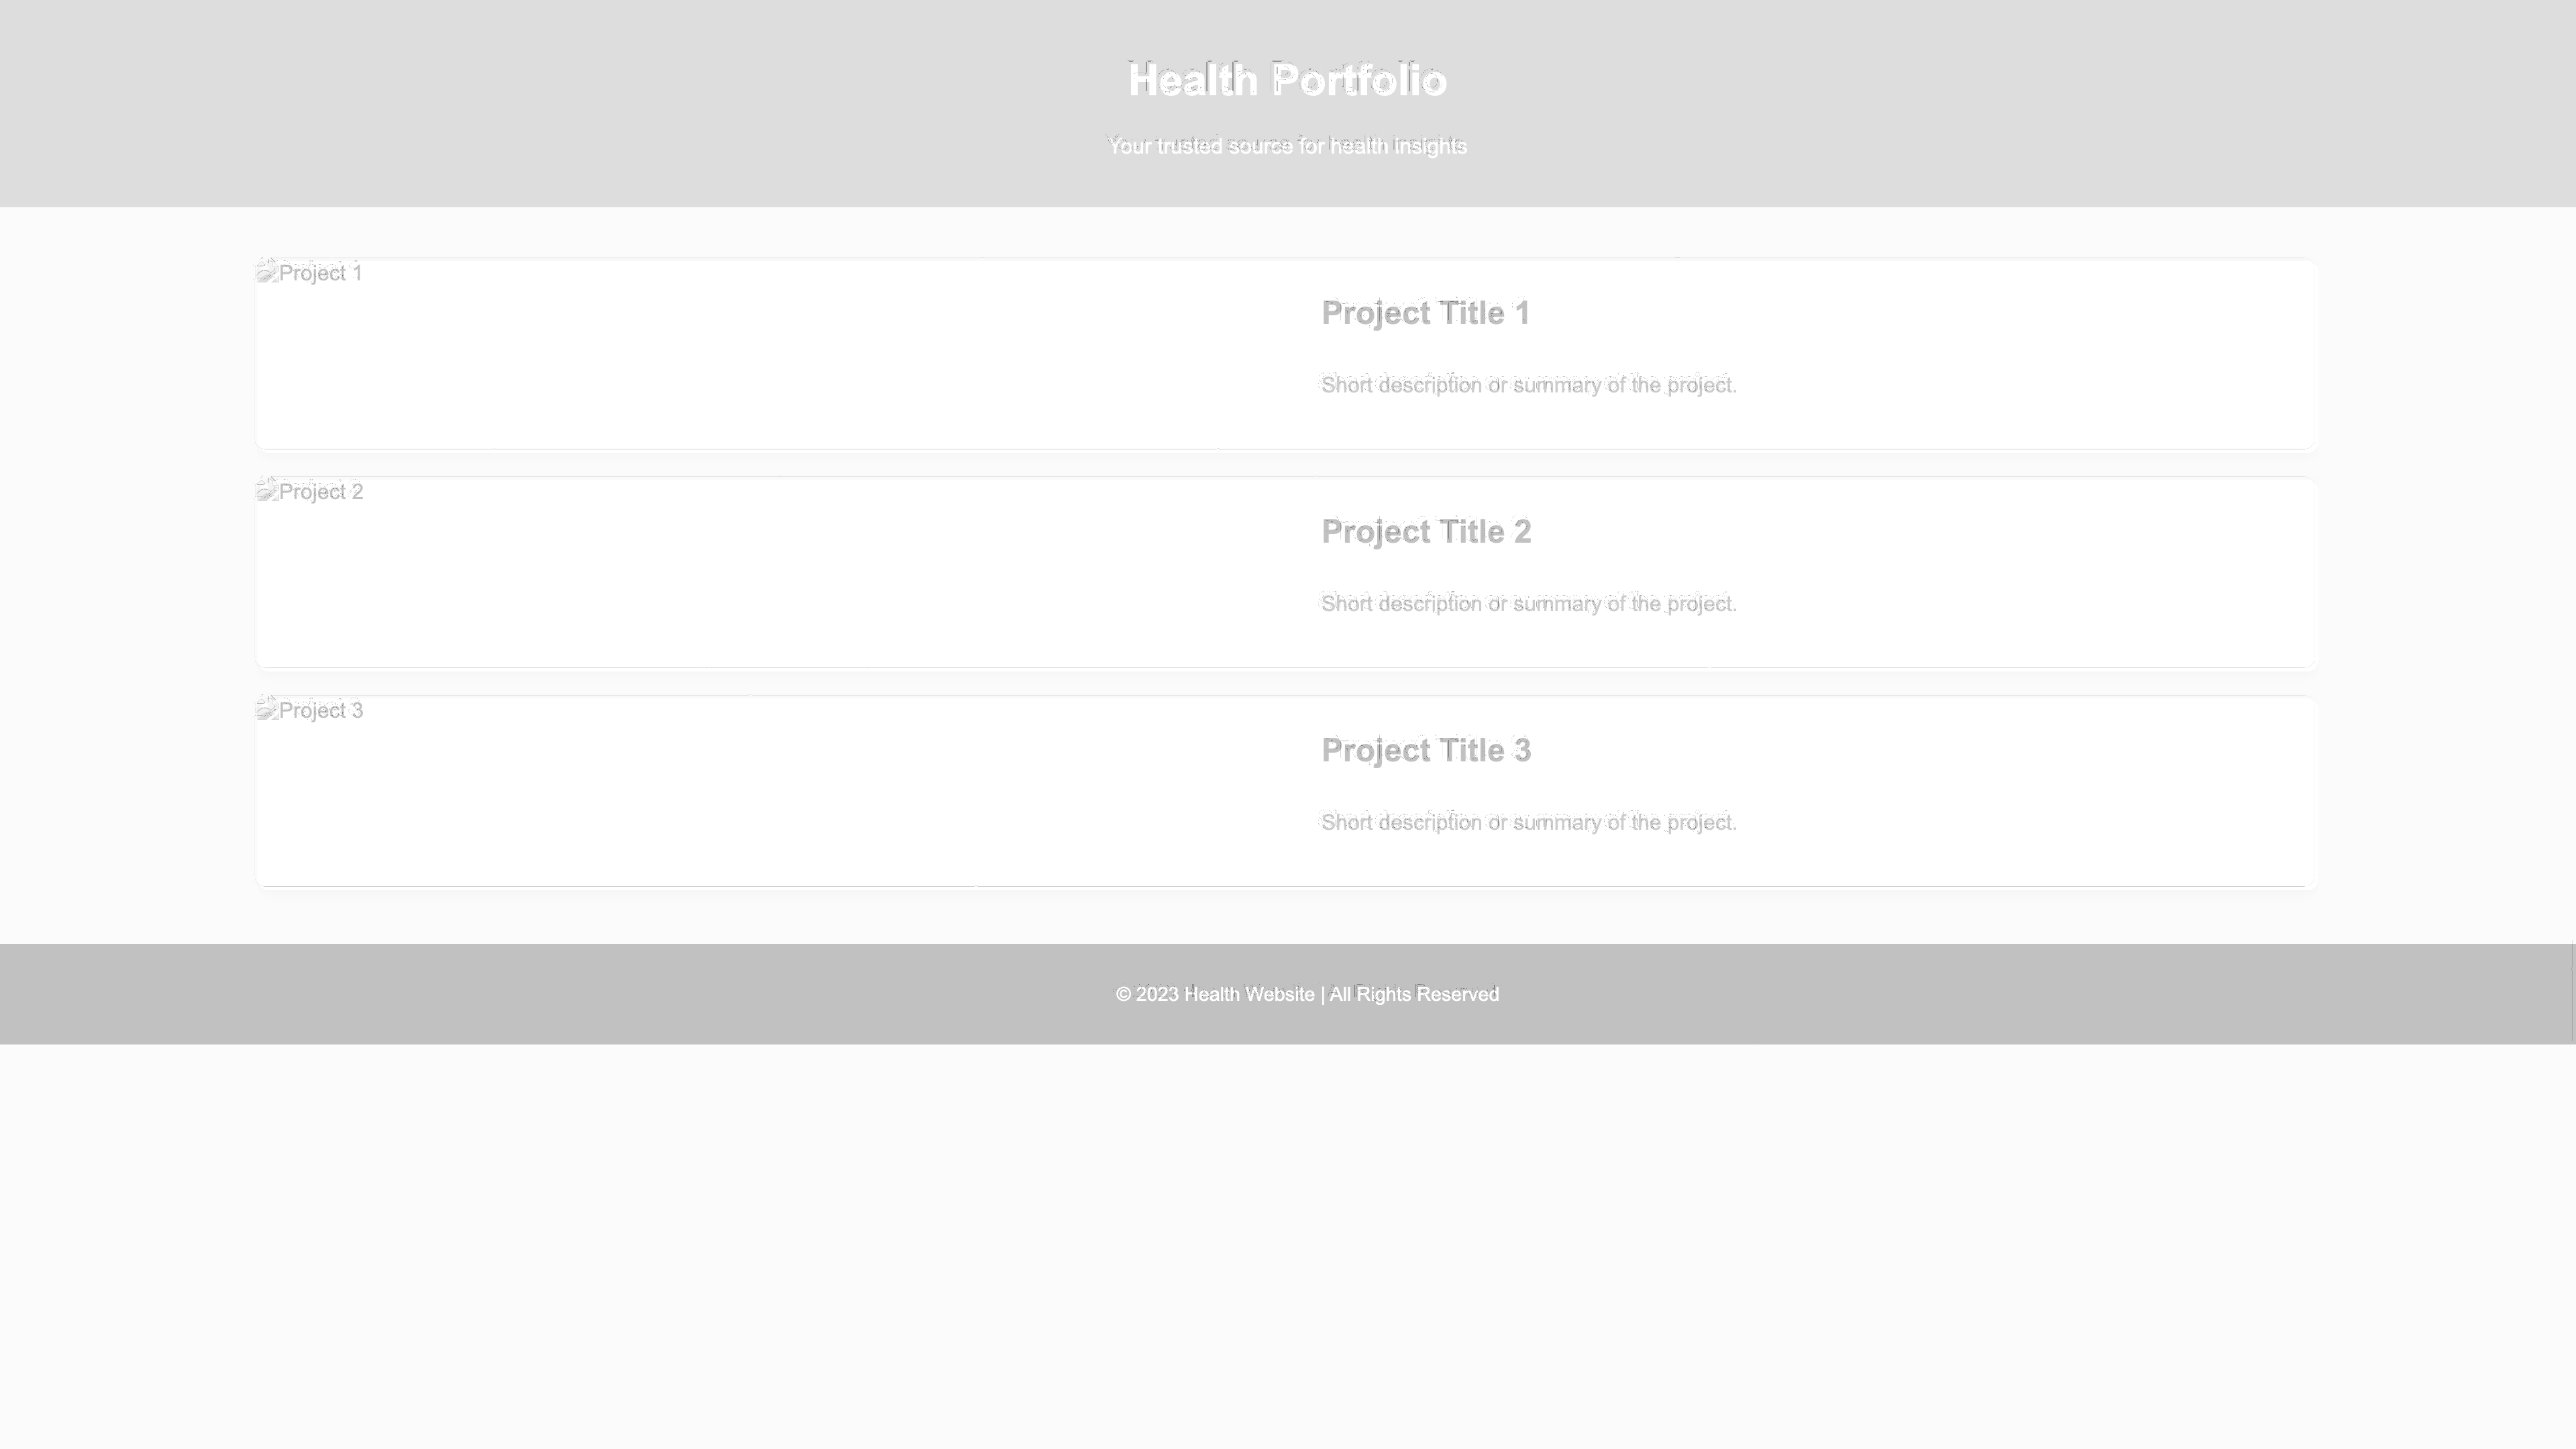 Health Portfolio
Your trusted source for health insights
Project 1
Project Title 1
Short description or summary of the project.
Project 2
Project Title 2
Short description or summary of the project.
Project 3
Project Title 3
Short description or summary of the project.
© 2023 Health Website | All Rights Reserved